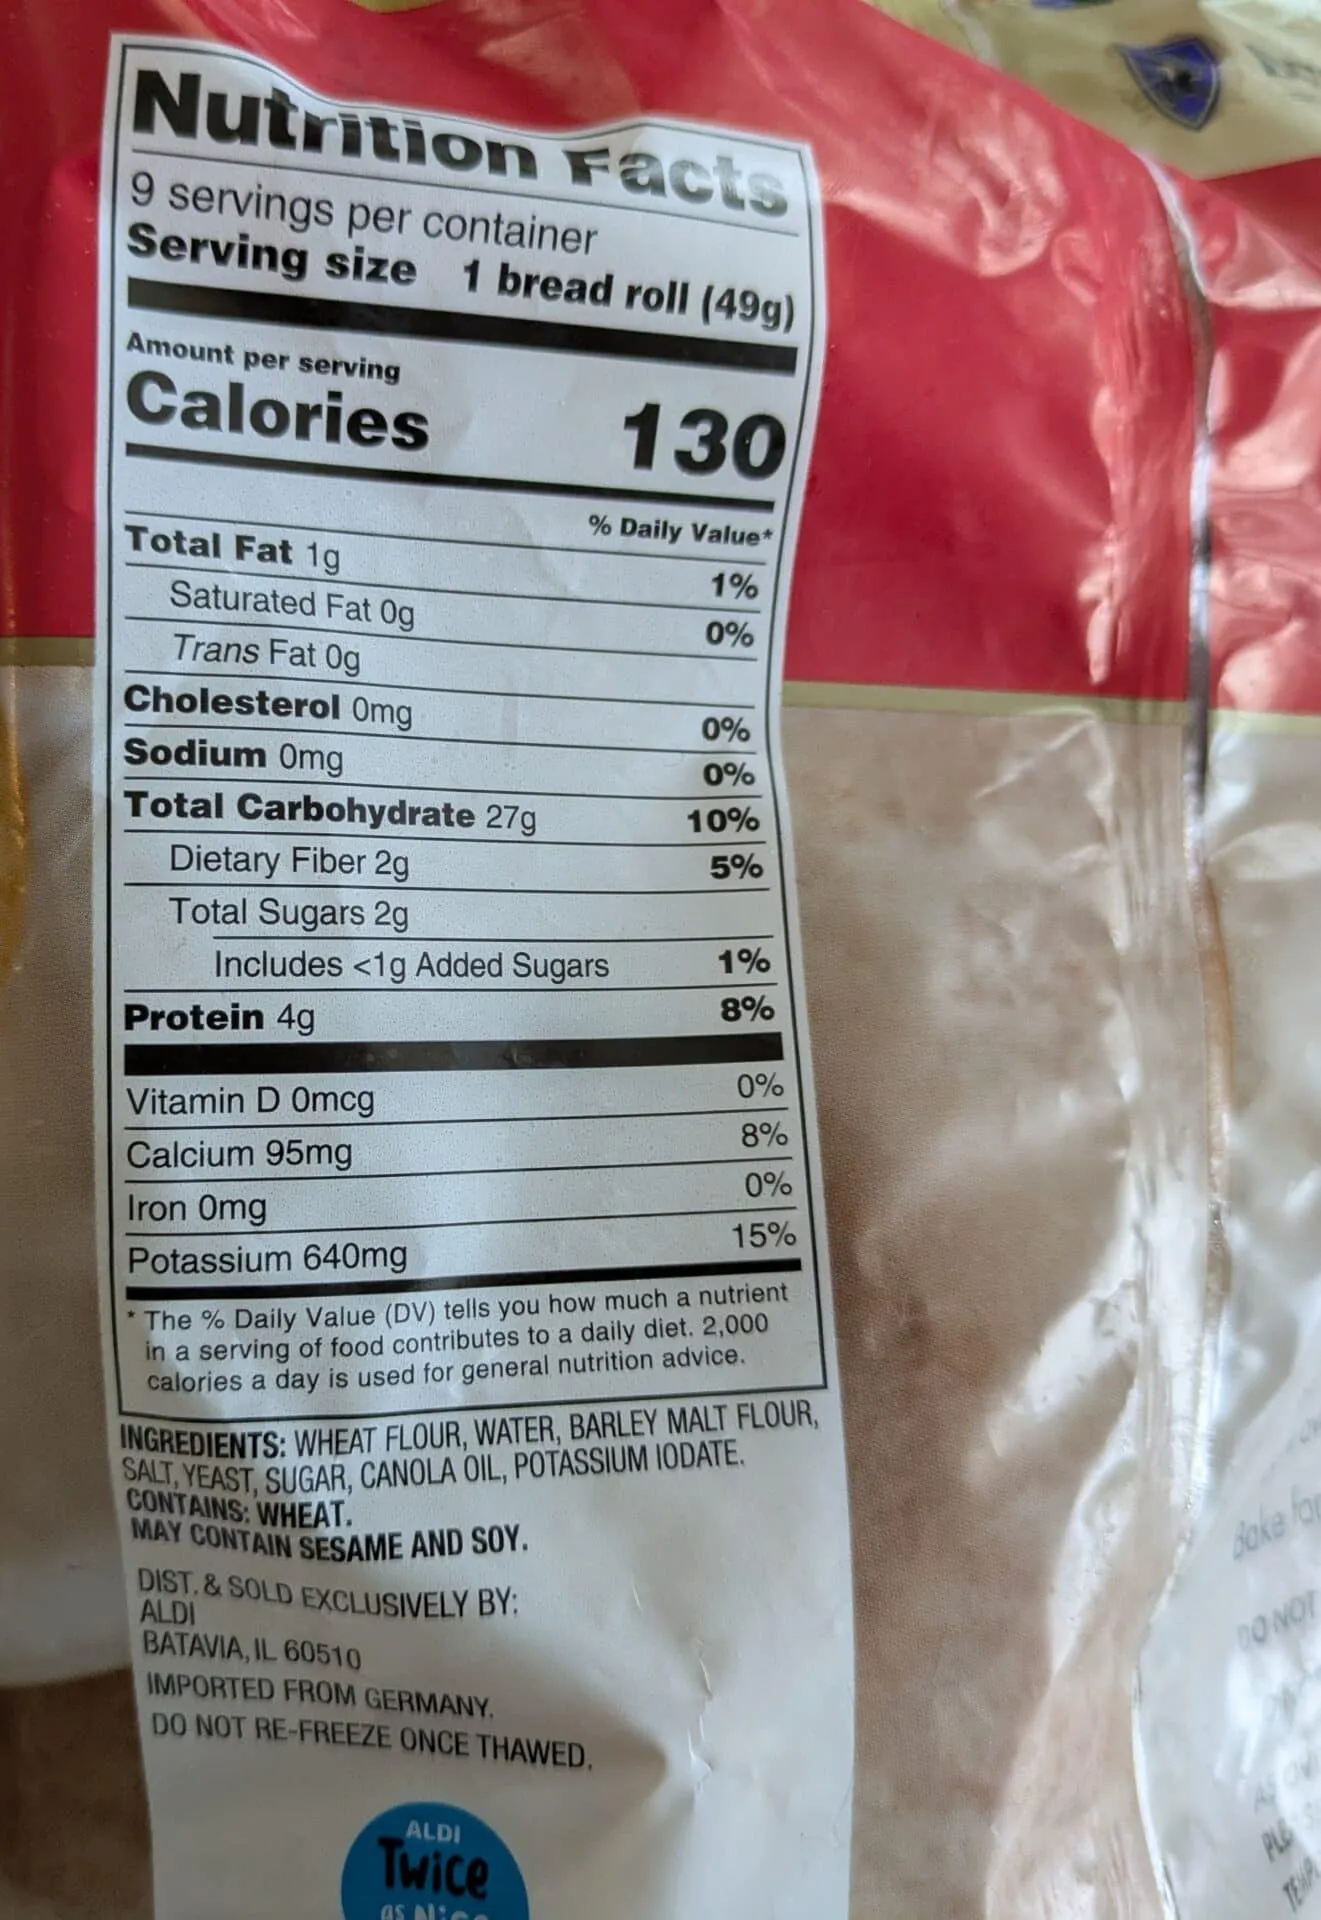 Nutrition Facts
9 servings per container
Serving size 1 bread roll (49g)
Amount per serving
Calories 130
% Daily Value*
Total Fat 1g 1%
Saturated Fat 0g 0%
Trans Fat 0g
Cholesterol 0mg 0%
Sodium 0mg 0%
Total Carbohydrate 27g 10%
Dietary Fiber 2g 5%
Total Sugars 2g
Includes <1g Added Sugars 1%
Protein 4g 8%
Vitamin D 0mcg 0%
Calcium 95mg 8%
Iron 0mg 0%
Potassium 640mg 15%
* The % Daily Value (DV) tells you how much a nutrient
in a serving of food contributes to a daily diet. 2,000
calories a day is used for general nutrition advice.
INGREDIENTS: WHEAT FLOUR, WATER, BARLEY MALT FLOUR,
SALT, YEAST, SUGAR, CANOLA OIL, POTASSIUM IODATE.
CONTAINS: WHEAT.
MAY CONTAIN SESAME AND SOY.
DIST. & SOLD EXCLUSIVELY BY:
ALDI
BATAVIA, IL 60510
IMPORTED FROM GERMANY.
DO NOT RE-FREEZE ONCE THAWED.
ALDI
Twice
as Nice
Bake
DO NOT